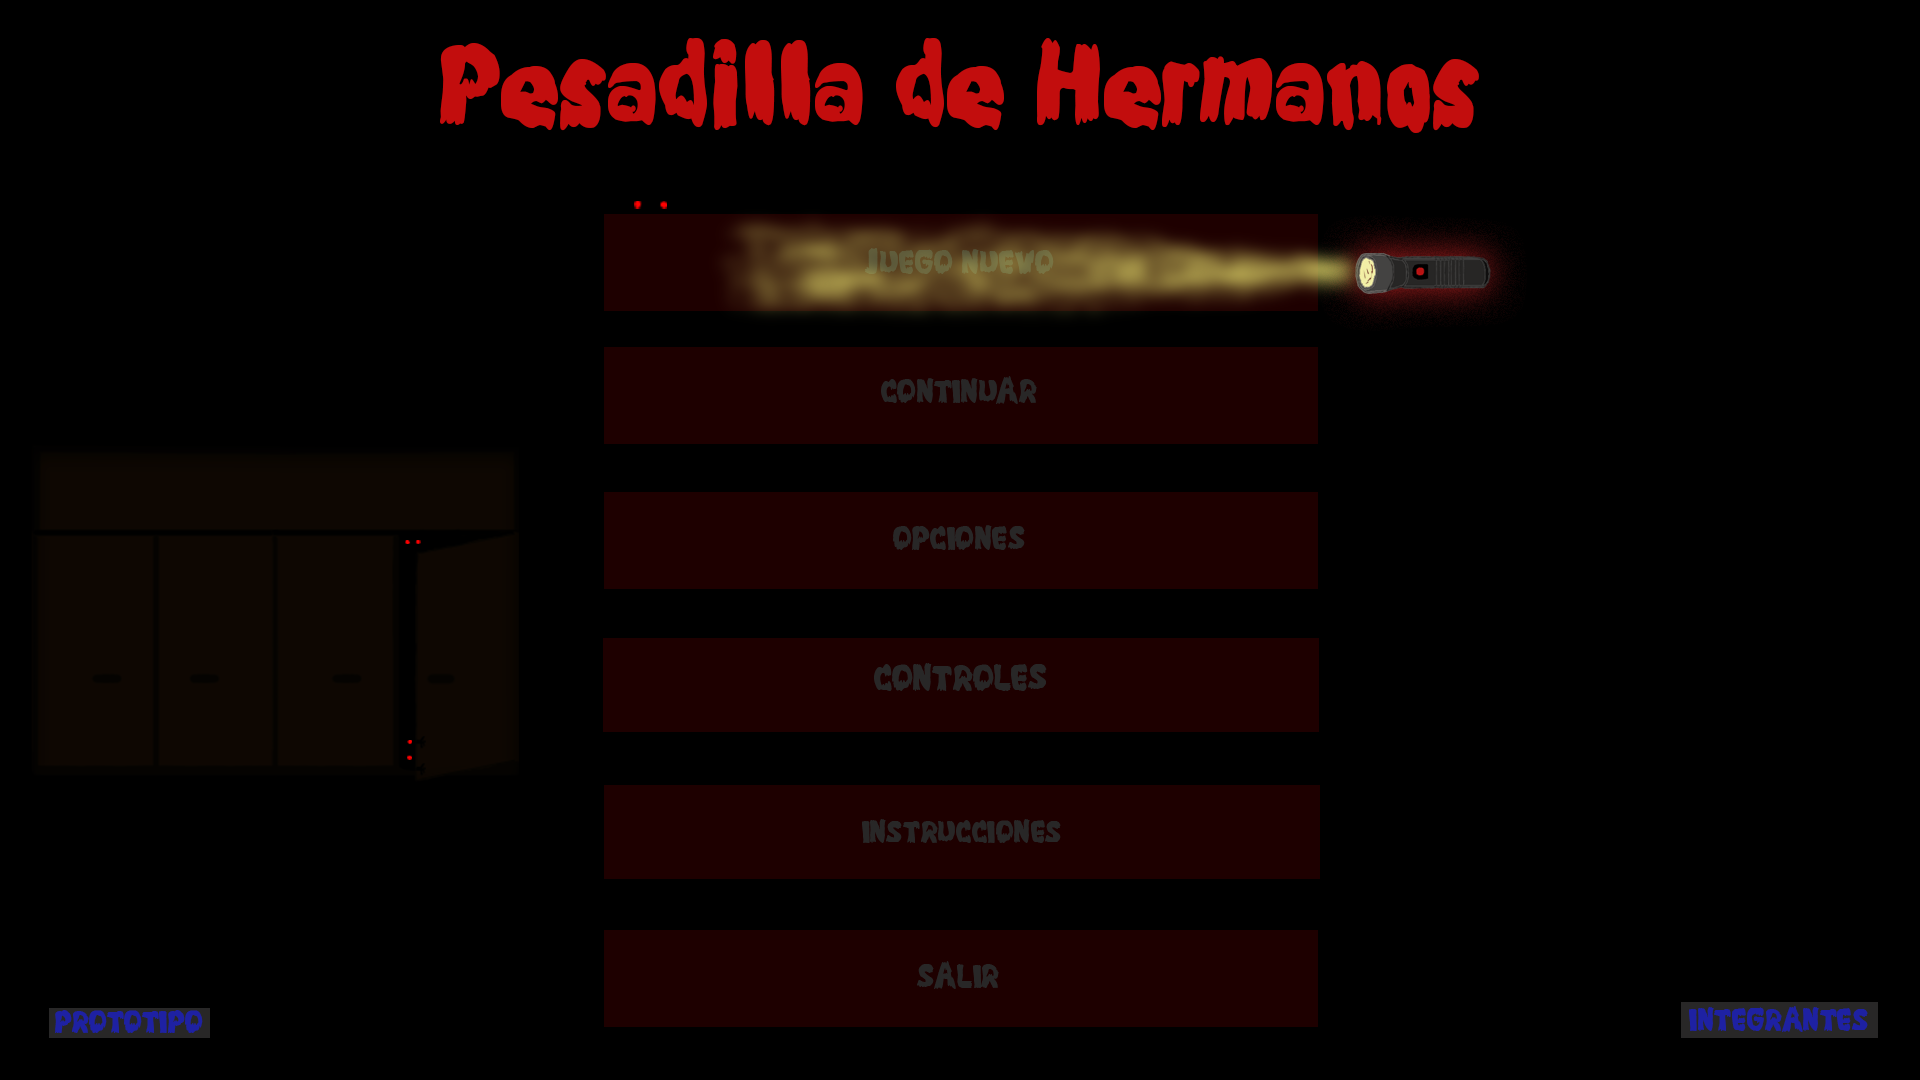 Pesadilla de Hermanos
JUEGO NUEVO
CONTINUAR
OPCIONES
CONTROLES
INSTRUCCIONES
SALIR
PROTOTIPO
INTEGRANTES